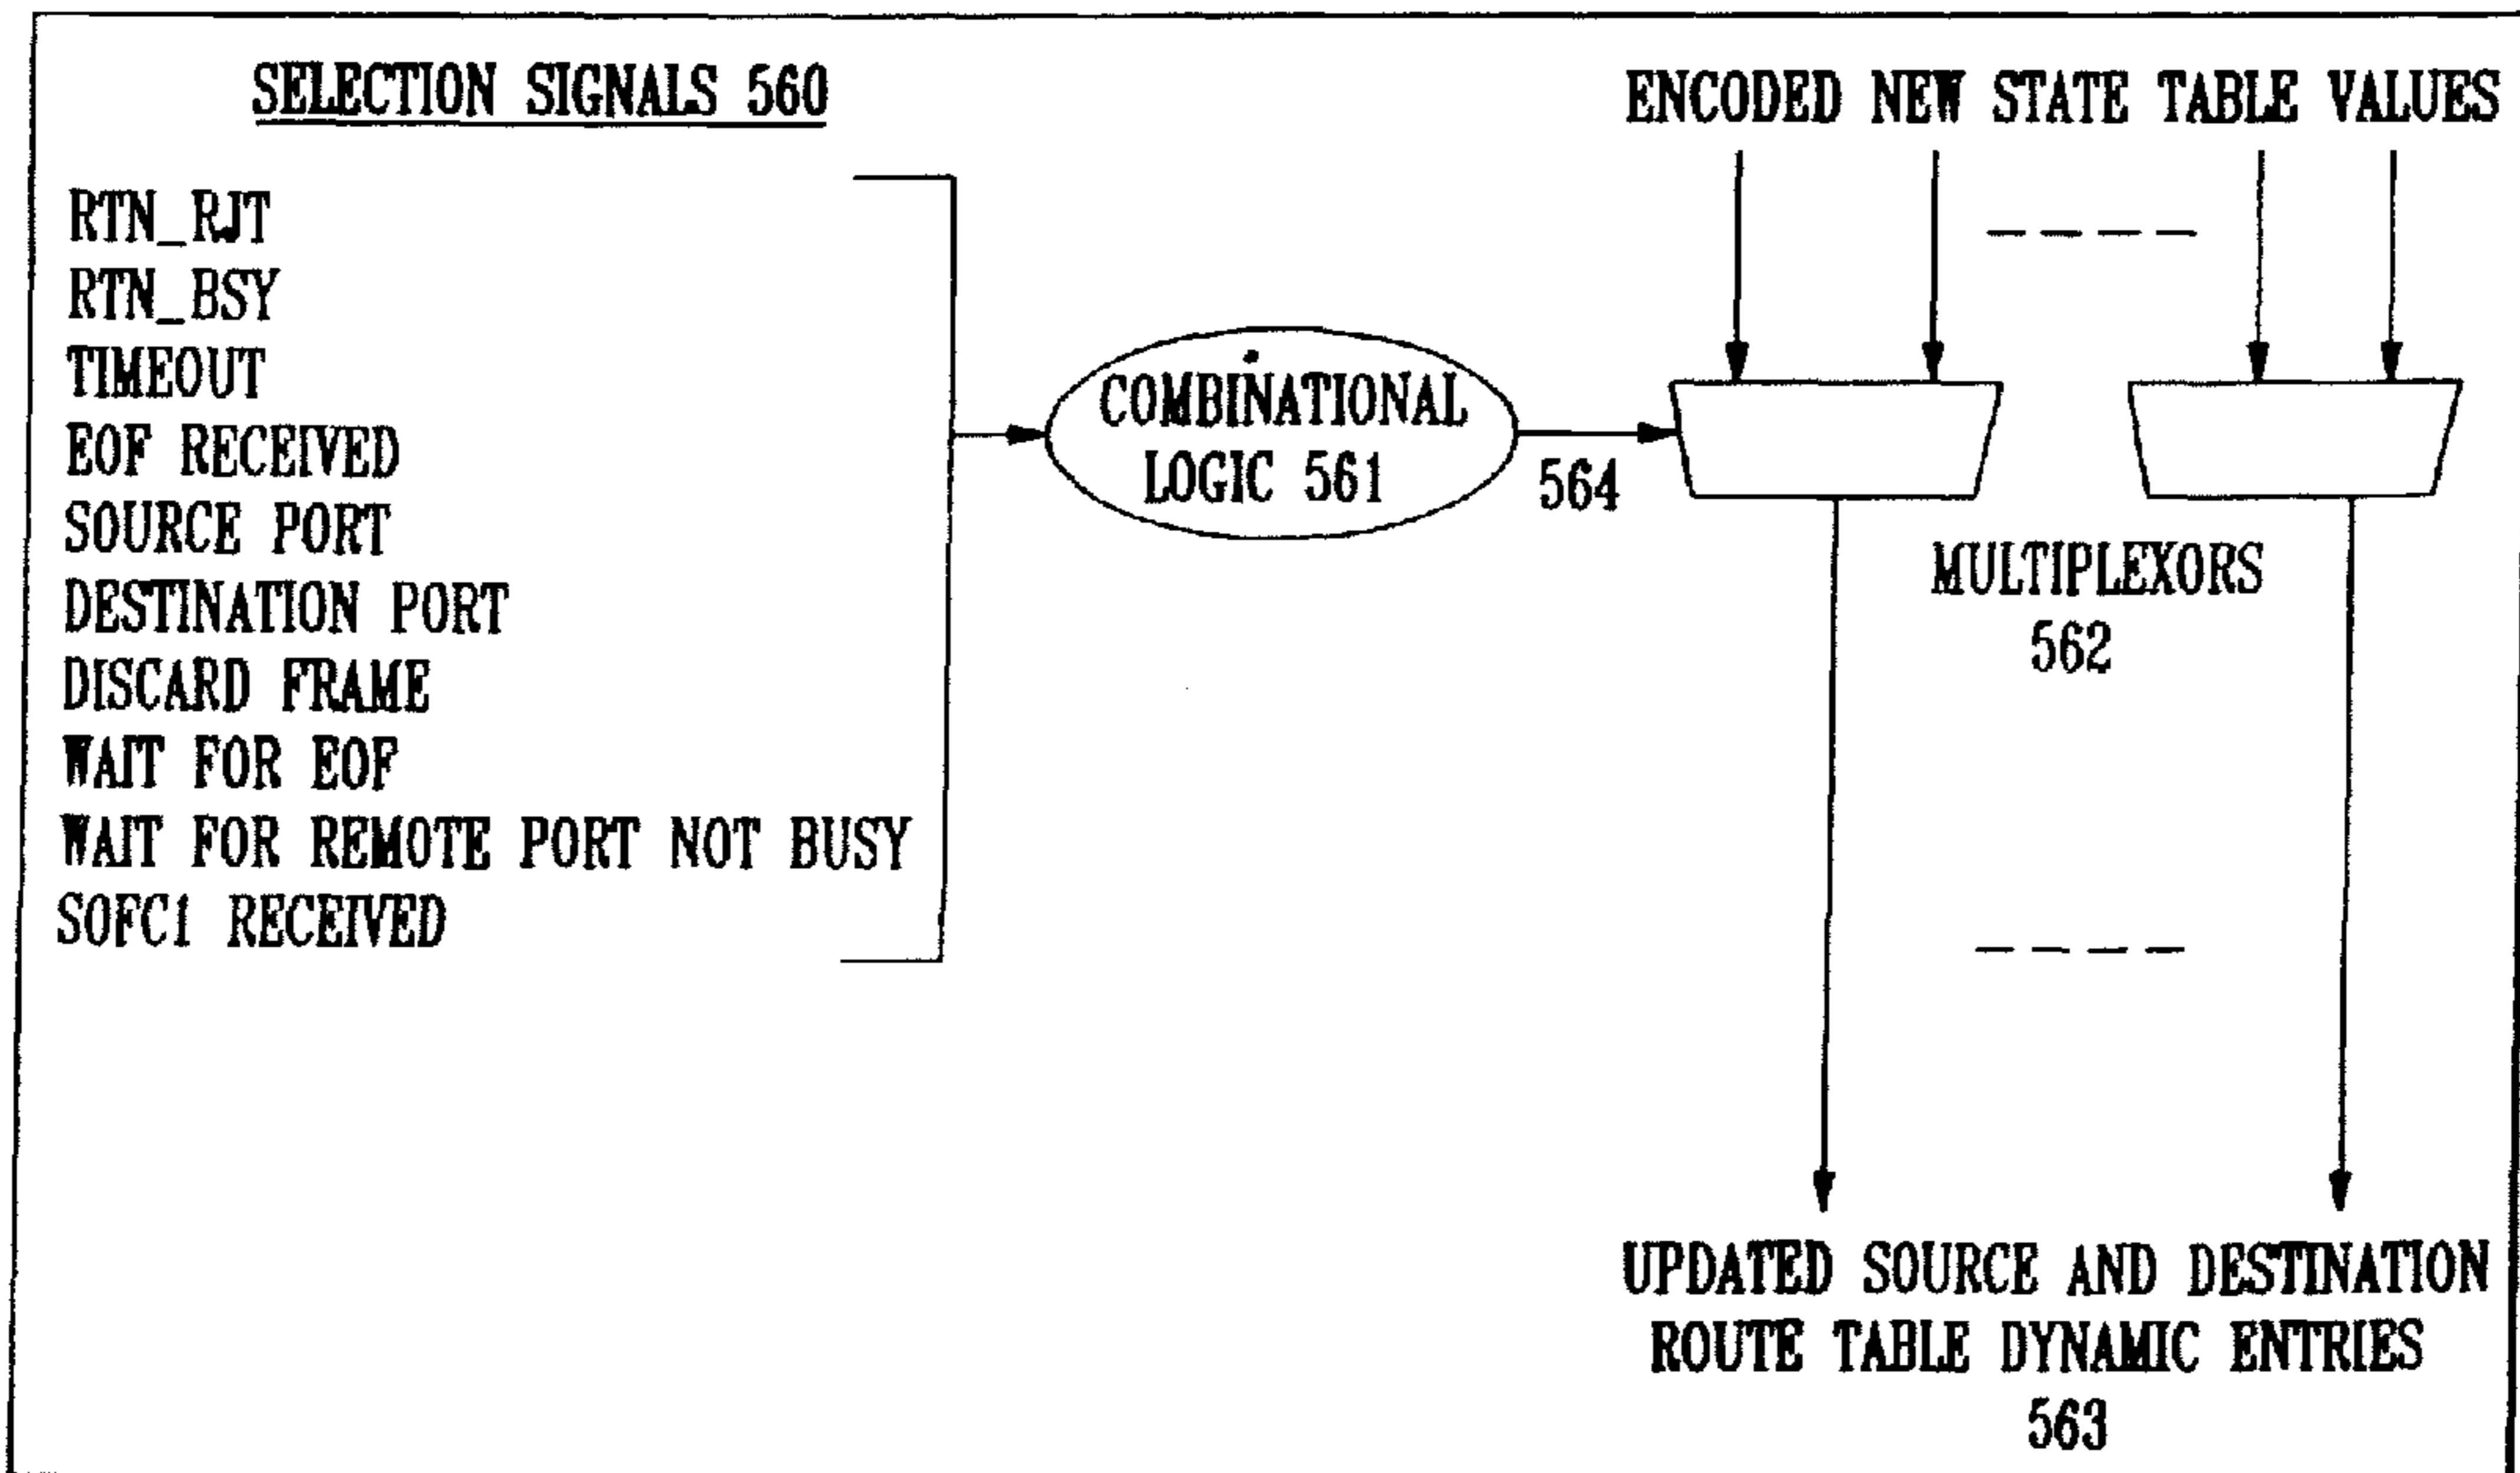 SELECTION SIGNALS 560
RTN_RJT
RTN_BSY
TIMEOUT
EOF RECEIVED
SOURCE PORT
DESTINATION PORT
DISCARD FRAME
WAIT FOR EOF
WAIT FOR REMOTE PORT NOT BUSY
SOFC1 RECEIVED
COMBINATIONAL
LOGIC 561
564
ENCODED NEW STATE TABLE VALUES
MULTIPLEXORS
562
UPDATED SOURCE AND DESTINATION
ROUTE TABLE DYNAMIC ENTRIES
563